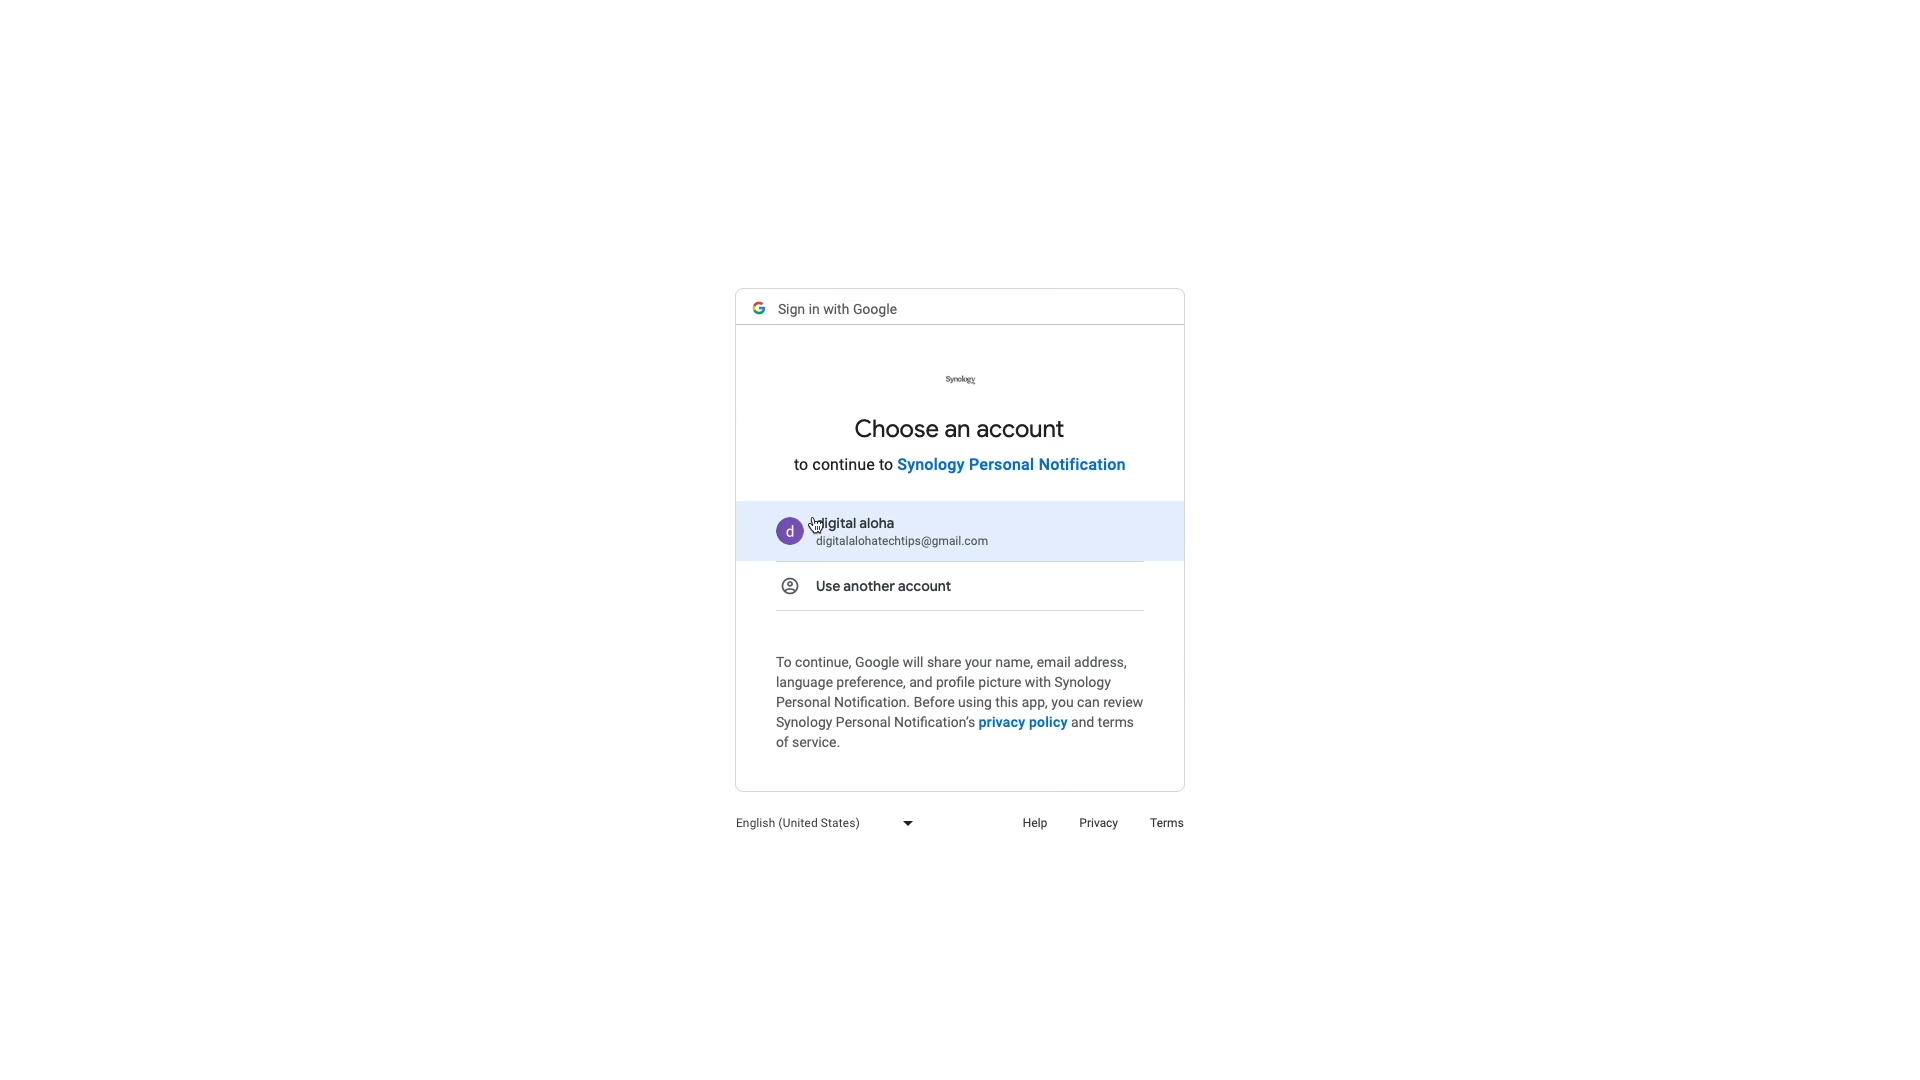 Sign in with Google
Synology
Choose an account
to continue to Synology Personal Notification
d
digital aloha
digitalalohatechtips@gmail.com
Use another account
To continue, Google will share your name, email address,
language preference, and profile picture with Synology
Personal Notification. Before using this app, you can review
Synology Personal Notification's privacy policy and terms
of service.
English (United States)
Help Privacy Terms